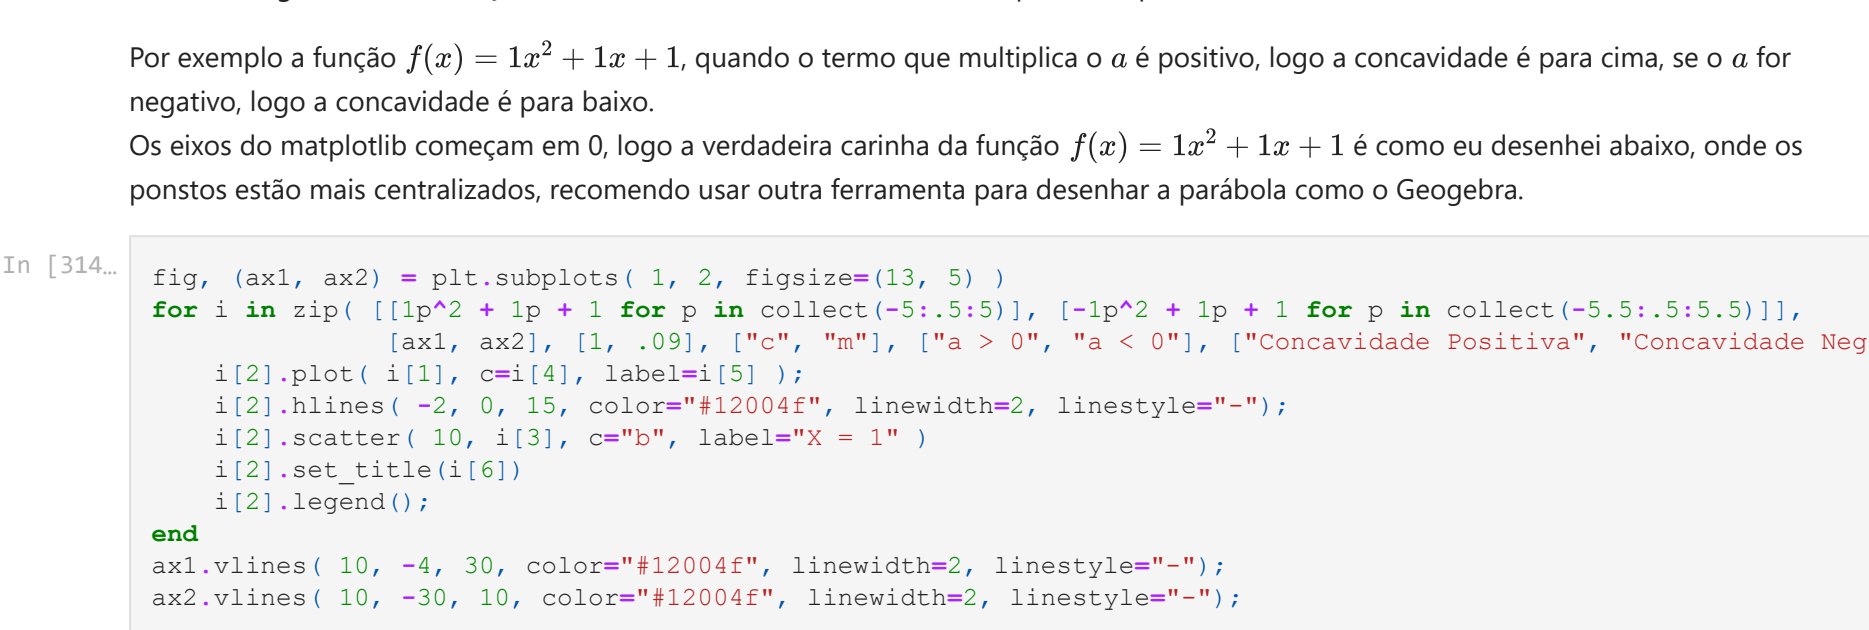 Por exemplo a função f(x) = 1x² + 1x + 1, quando o termo que multiplica o a é positivo, logo a concavidade é para cima, se o a for
negativo, logo a concavidade é para baixo.
Os eixos do matplotlib começam em 0, logo a verdadeira carinha da função f(x) = 1x² + 1x + 1 é como eu desenhei abaixo, onde os
ponstos estão mais centralizados, recomendo usar outra ferramenta para desenhar a parábola como o Geogebra.
In [314…
fig, (ax1, ax2) = plt.subplots( 1, 2, figsize=(13, 5) )
for i in zip( [[1p^2 + 1p + 1 for p in collect(-5:.5:5)], [-1p^2 + 1p + 1 for p in collect(-5.5:.5:5.5)]],
[ax1, ax2], [1, .09], ["c", "m"], ["a > 0", "a < 0"], ["Concavidade Positiva", "Concavidade Neg
i[2].plot( i[1], c=i[4], label=i[5] );
i[2].hlines( -2, 0, 15, color="#12004f", linewidth=2, linestyle="-");
i[2].scatter( 10, i[3], c="b", label="X = 1" )
i[2].set_title(i[6])
i[2].legend();
end
ax1.vlines( 10, -4, 30, color="#12004f", linewidth=2, linestyle="-");
ax2.vlines( 10, -30, 10, color="#12004f", linewidth=2, linestyle="-");